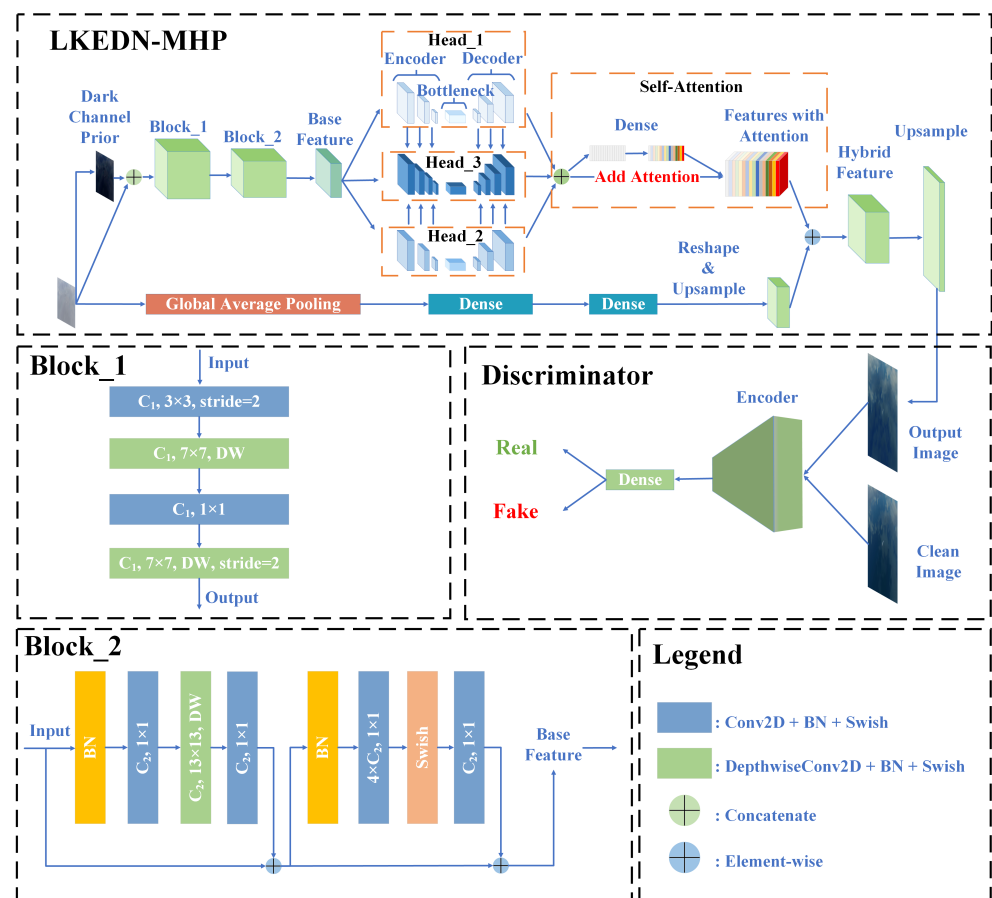 LKEDN-MHP
Dark
Channel
Prior
Block_1
Block_2
Base
Feature
Head_1
Encoder
Decoder
Bottleneck
Head_3
Head_2
Self-Attention
Dense
Add Attention
Features with
Attention
Hybrid
Feature
Upsample
Reshape
&
Upsample
Global Average Pooling
Dense
Dense
Block_1
Input
C₁, 3×3, stride=2
C₁, 7×7, DW
C₁, 1×1
C₁, 7×7, DW, stride=2
Output
Discriminator
Encoder
Real
Fake
Dense
Output
Image
Clean
Image
Block_2
Input
BN
C₂, 1×1
C₂, 13×13, DW
C₂, 1×1
BN
4×C₂, 1×1
Swish
C₂, 1×1
Base
Feature
Legend
: Conv2D + BN + Swish
: DepthwiseConv2D + BN + Swish
: Concatenate
: Element-wise